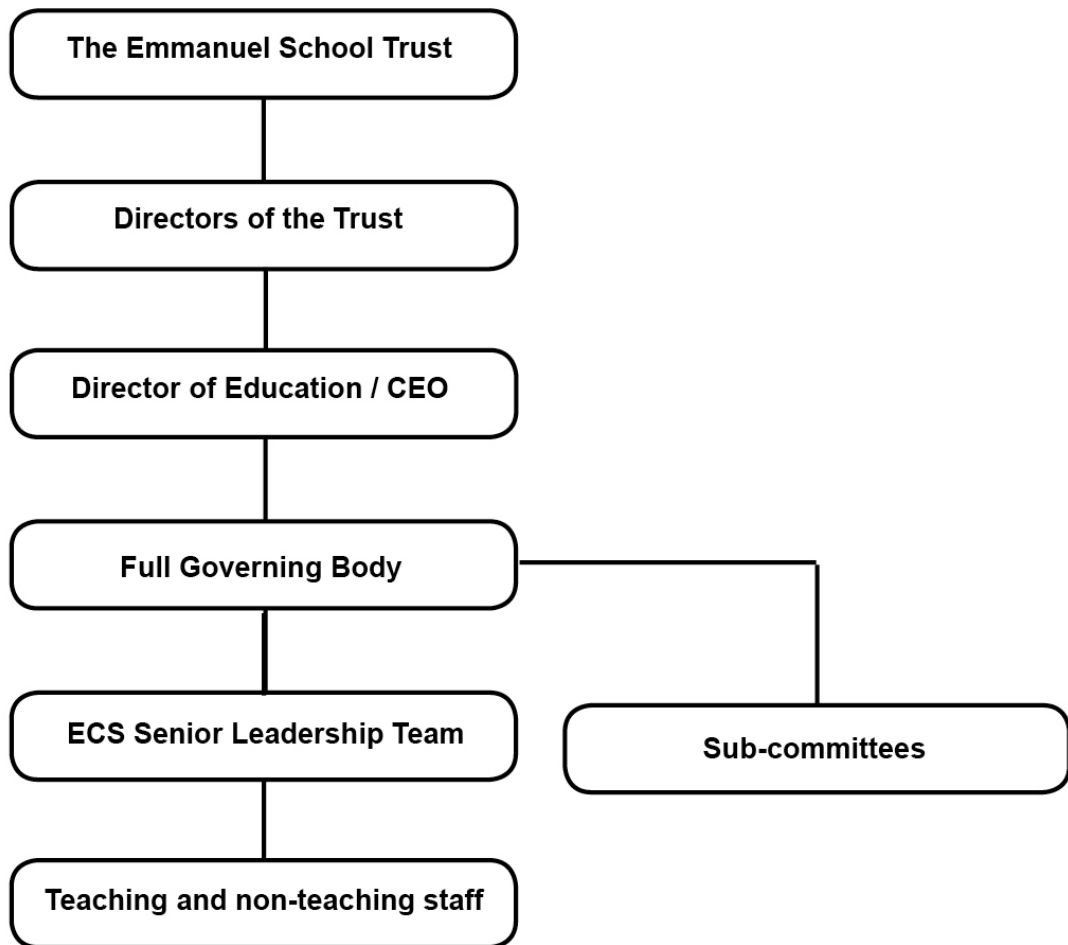 The Emmanuel School Trust
Directors of the Trust
Director of Education / CEO
Full Governing Body
ECS Senior Leadership Team
Sub-committees
Teaching and non-teaching staff